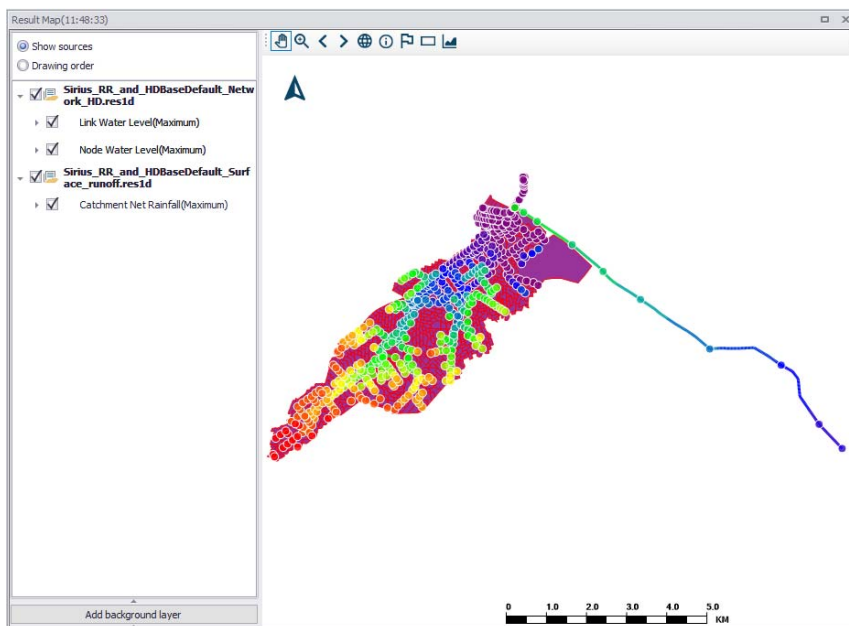 Result Map(11:48:33)
Show sources
Drawing order
Sirius_RR_and_HDBaseDefault_Netw
ork_HD.res1d
Link Water Level(Maximum)
Node Water Level(Maximum)
Sirius_RR_and_HDBaseDefault_Surf
ace_runoff.res1d
Catchment Net Rainfall(Maximum)
Add background layer
0 1.0 2.0 3.0 4.0 5.0
KM